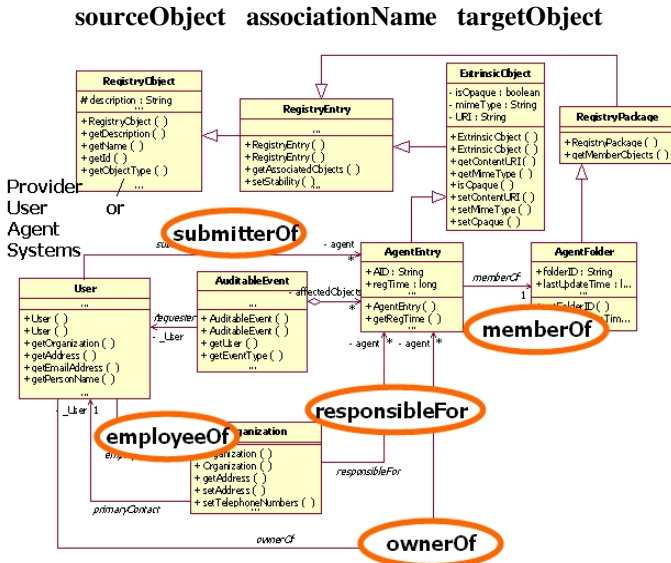 sourceObject associationName targetObject
RegistryObject
# description : String
...
+ RegistryObject ( )
+ getDescription ( )
+ getName ( )
+ getId ( )
+ getObjectType ( )
...
RegistryEntry
...
+ RegistryEntry ( )
+ RegistryEntry ( )
+ getAssociatedObjects ( )
+ setStability ( )
...
ExtrinsicObject
- isOpaque : boolean
- mimeType : String
- URI : String
+ ExtrinsicObject ( )
+ ExtrinsicObject ( )
+ getContentURI ( )
+ getMimeType ( )
+ isOpaque ( )
+ setContentURI ( )
+ setMimeType ( )
+ setOpaque ( )
RegistryPackage
+ RegistryPackage ( )
+ getMemberObjects ( )
Provider
User or
Agent
Systems
submitterOf
- agent
*
User
...
+ User ( )
+ User ( )
+ getOrganization ( )
+ getAddress ( )
+ getEmailAddress ( )
+ getPersonName ( )
...
AuditableEvent
...
+ AuditableEvent ( )
+ AuditableEvent ( )
+ getUser ( )
+ getEventType ( )
...
requester
- _User
- affectedObjects
*
AgentEntry
+ AID : String
+ regTime : long
...
+ AgentEntry ( )
+ getRegTime ( )
...
memberOf
1
AgentFolder
+ folderID : String
+ lastUpdateTime : l...
memberOf
- agent *
- agent *
- _User 1
employeeOf
responsibleFor
+ Organization ( )
+ getAddress ( )
+ setAddress ( )
+ setTelephoneNumbers ( )
...
responsibleFor
primaryContact
ownerOf
ownerOf